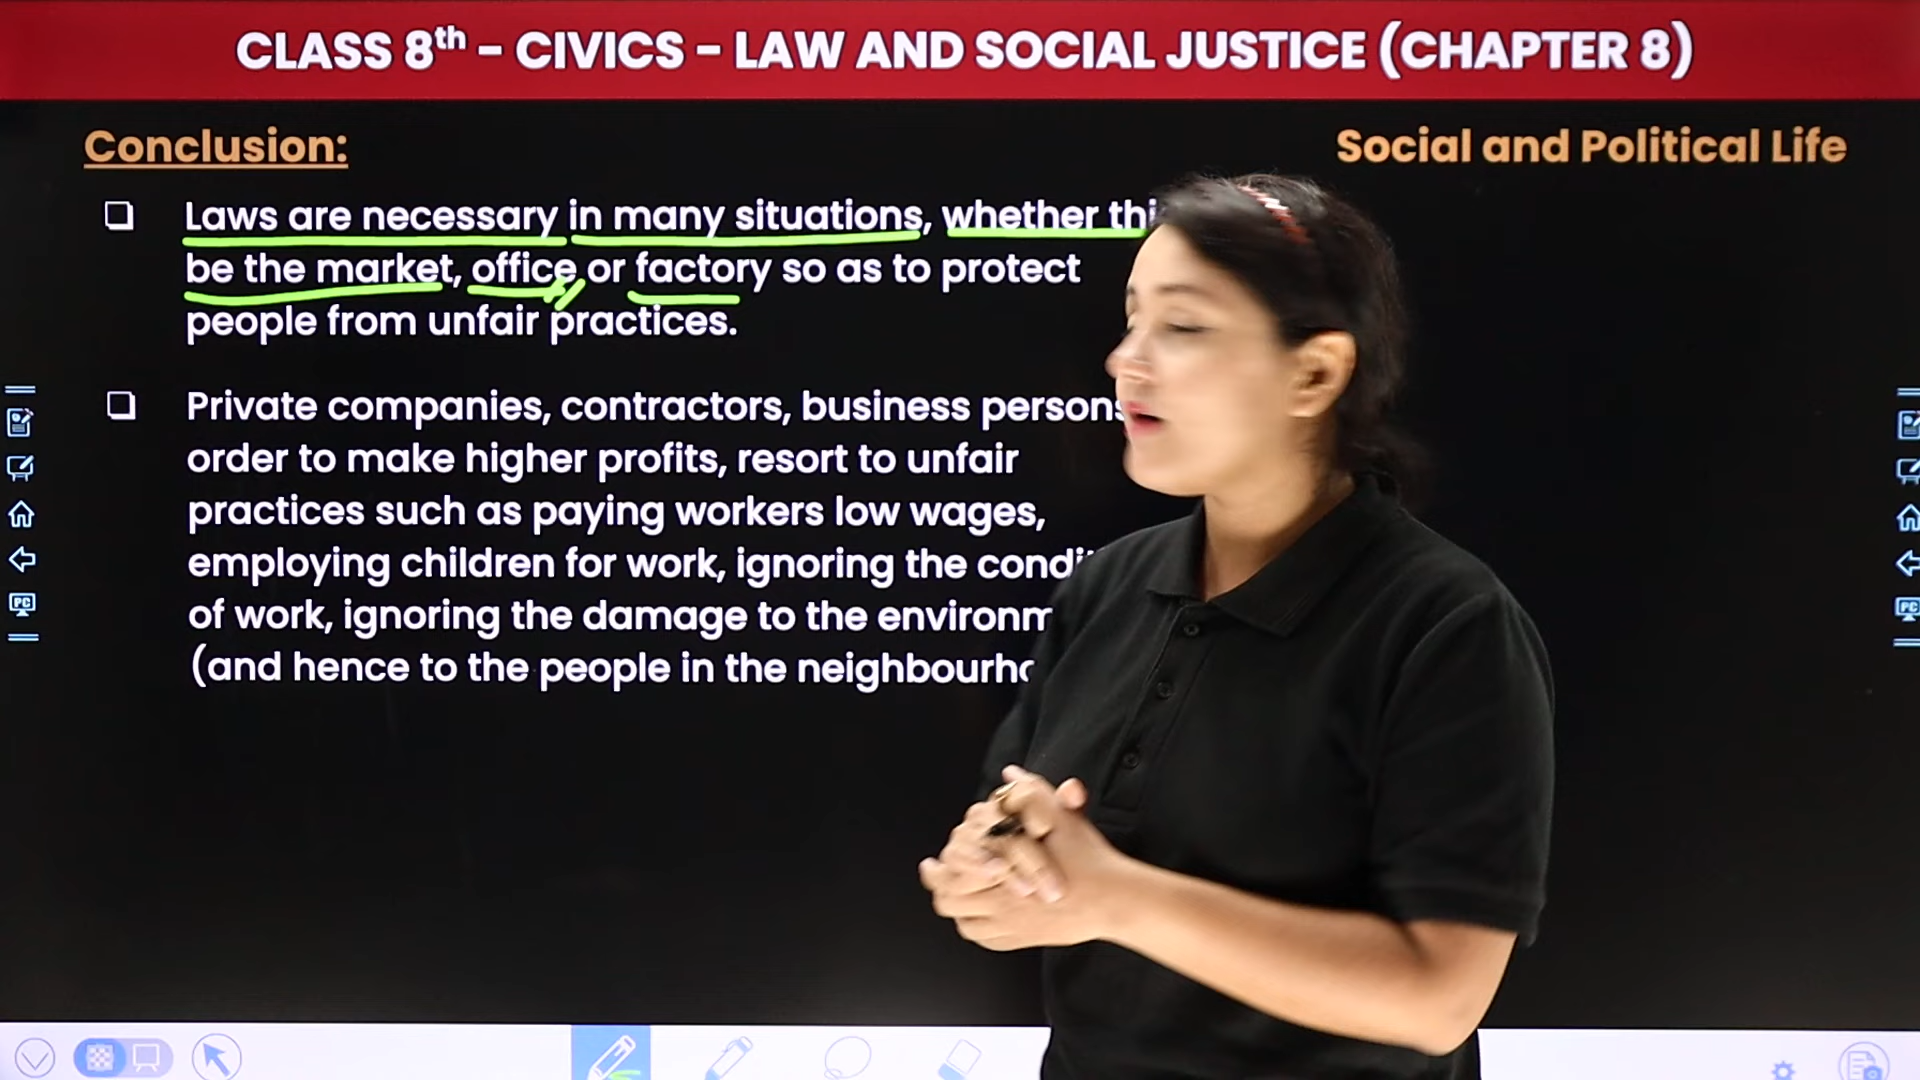 CLASS 8th - CIVICS - LAW AND SOCIAL JUSTICE (CHAPTER 8)
Conclusion:
Social and Political Life
❑ Laws are necessary in many situations, whether
be the market, office or factory so as to protect
people from unfair practices.
❑ Private companies, contractors, business persons
order to make higher profits, resort to unfair
practices such as paying workers low wages,
employing children for work, ignoring the
of work, ignoring the damage to the
(and hence to the people in the
PC
PC